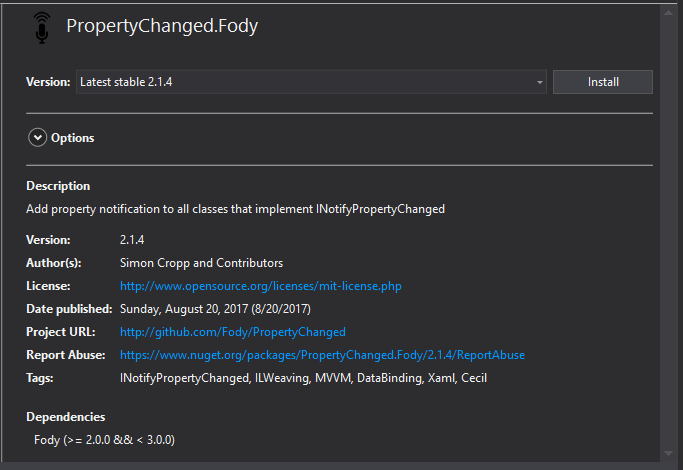 PropertyChanged.Fody
Version: Latest stable 2.1.4 Install
Options
Description
Add property notification to all classes that implement INotifyPropertyChanged
Version: 2.1.4
Author(s): Simon Cropp and Contributors
License: http://www.opensource.org/licenses/mit-license.php
Date published: Sunday, August 20, 2017 (8/20/2017)
Project URL: http://github.com/Fody/PropertyChanged
Report Abuse: https://www.nuget.org/packages/PropertyChanged.Fody/2.1.4/ReportAbuse
Tags: INotifyPropertyChanged, ILWeaving, MVVM, DataBinding, Xaml, Cecil
Dependencies
Fody (>= 2.0.0 && < 3.0.0)